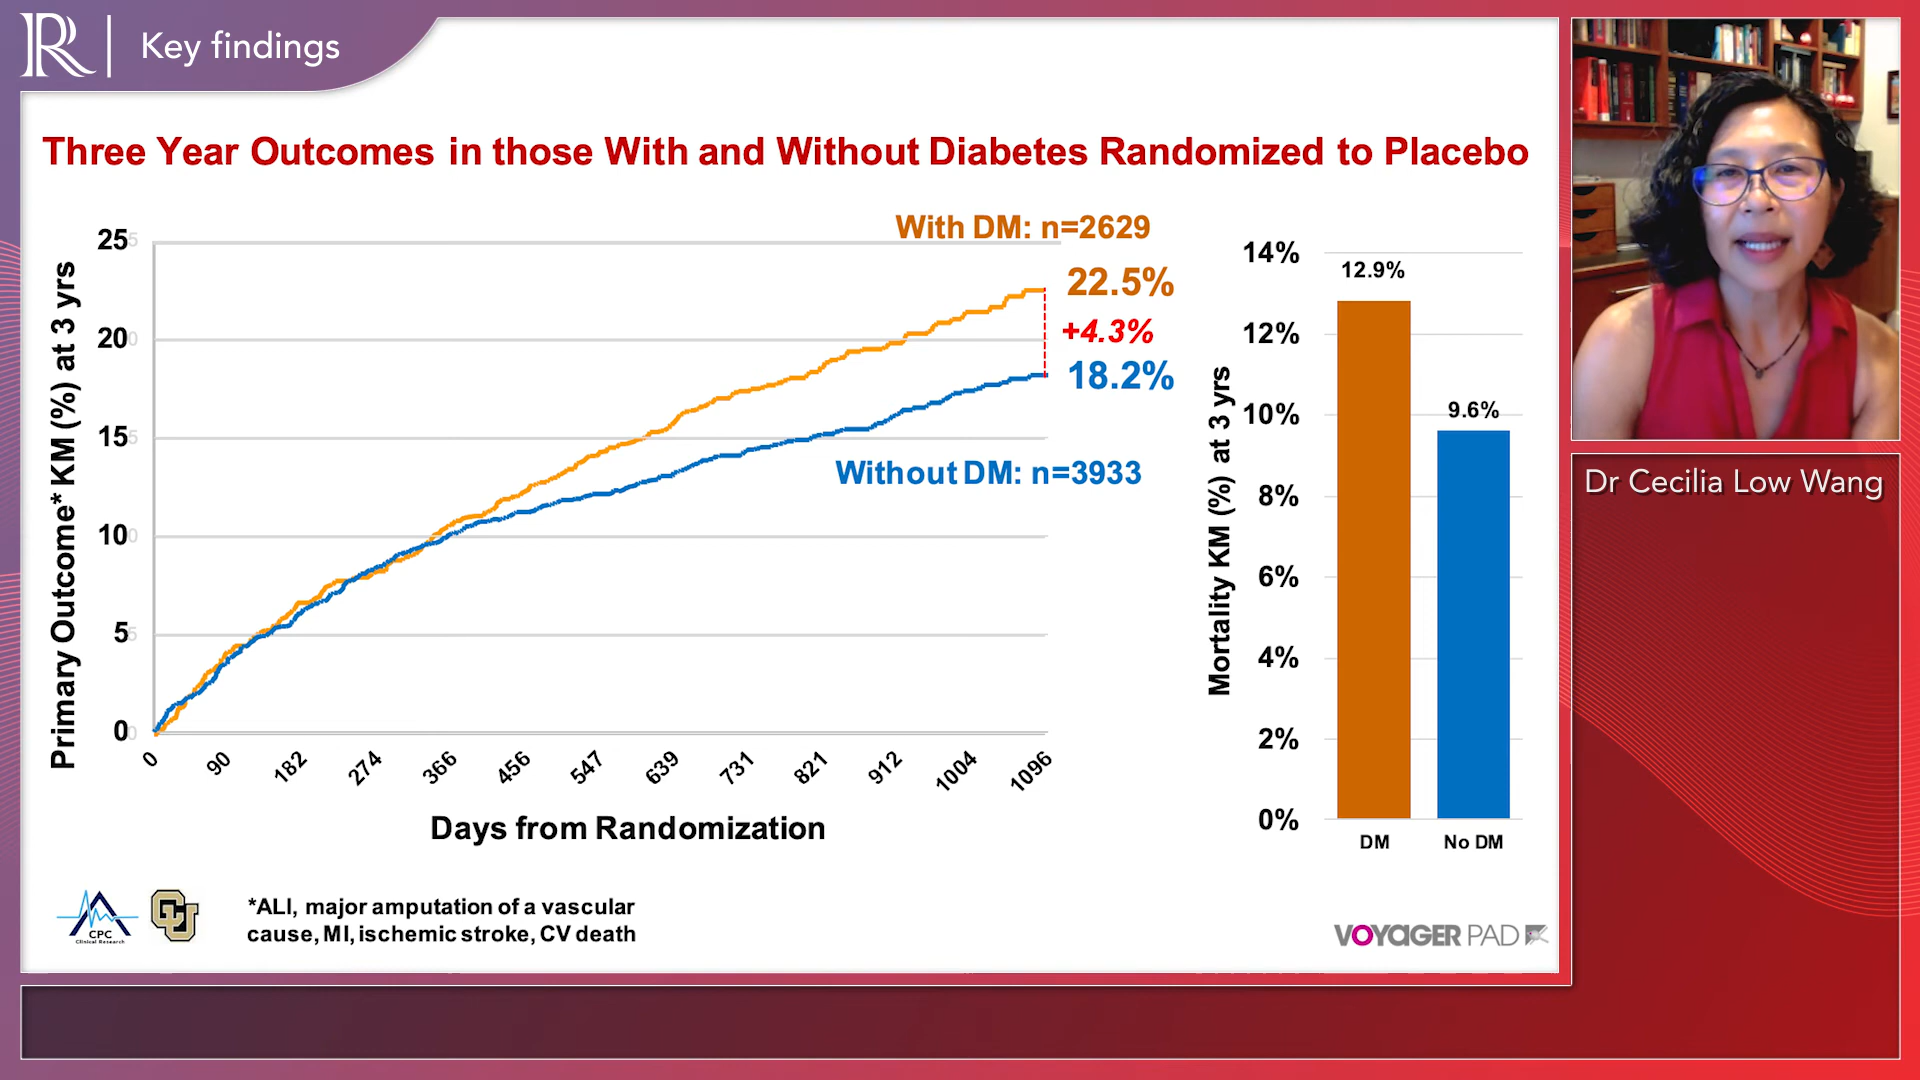 R
Key findings
Three Year Outcomes in those With and Without Diabetes Randomized to Placebo
Primary Outcome* KM (%) at 3 yrs
25
20
15
10
5
0
With DM: n=2629
22.5%
+4.3%
18.2%
Without DM: n=3933
0
90
182
274
366
456
547
639
731
821
912
1004
1096
Days from Randomization
Mortality KM (%) at 3 yrs
14%
12%
10%
8%
6%
4%
2%
0%
12.9%
9.6%
DM
No DM
*ALI, major amputation of a vascular
cause, MI, ischemic stroke, CV death
CPC
Clinical Research
CU
VOYAGER PAD
Dr Cecilia Low Wang